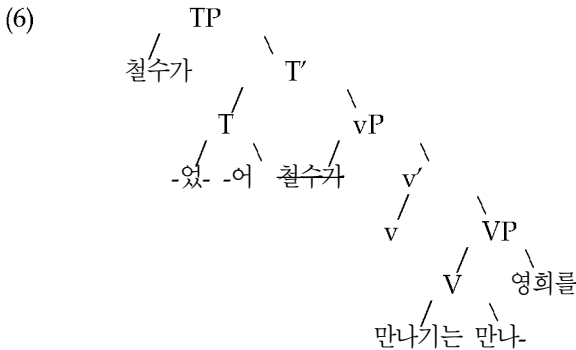 (6) TP
철수가 T′
T vP
-었- -어 철수가 v′
v VP
V 영희를
만나기는 만나-